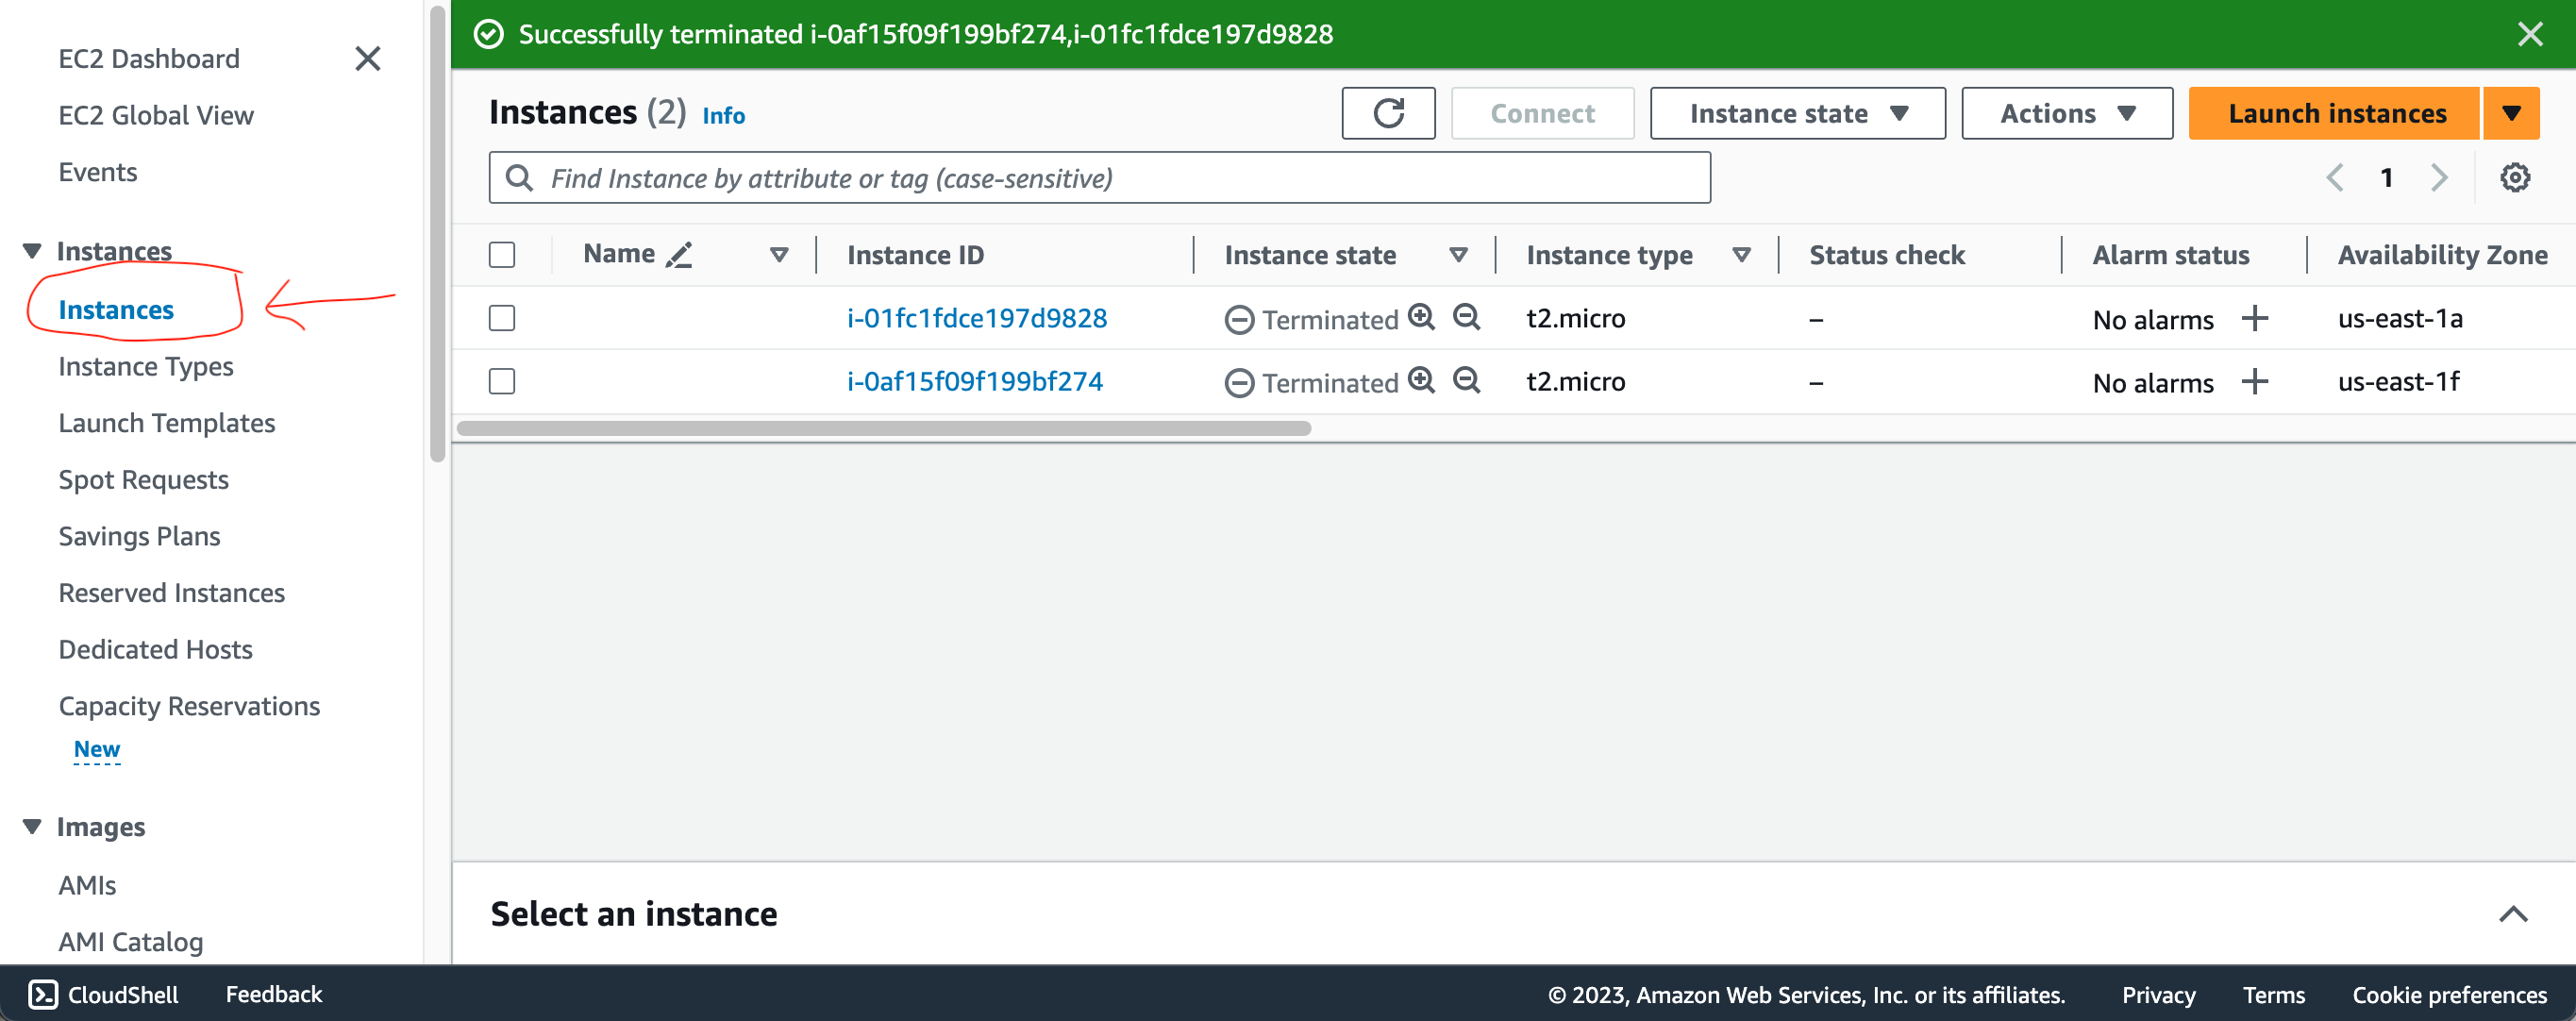 EC2 Dashboard
EC2 Global View
Events
Instances
Instances
Instance Types
Launch Templates
Spot Requests
Savings Plans
Reserved Instances
Dedicated Hosts
Capacity Reservations
New
Images
AMIs
AMI Catalog
Successfully terminated i-0af15f09f199bf274,i-01fc1fdce197d9828
Instances (2) Info
Connect Instance state Actions Launch instances
Find Instance by attribute or tag (case-sensitive) 1
Name Instance ID Instance state Instance type Status check Alarm status Availability Zone
i-01fc1fdce197d9828 Terminated t2.micro – No alarms + us-east-1a
i-0af15f09f199bf274 Terminated t2.micro – No alarms + us-east-1f
Select an instance
CloudShell Feedback © 2023, Amazon Web Services, Inc. or its affiliates. Privacy Terms Cookie preferences